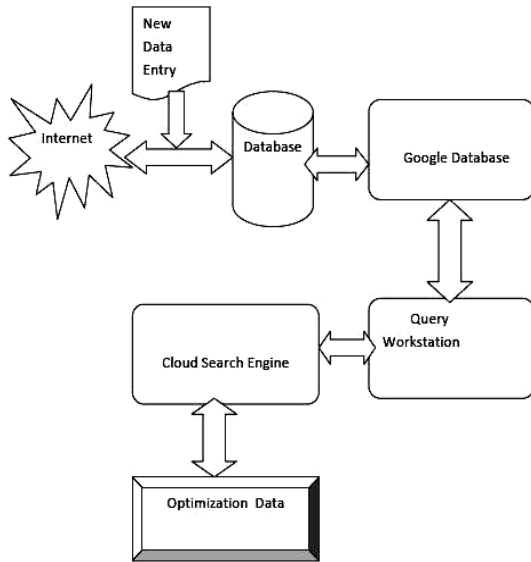 New
Data
Entry
Internet
Database
Google Database
Query
Workstation
Cloud Search Engine
Optimization Data